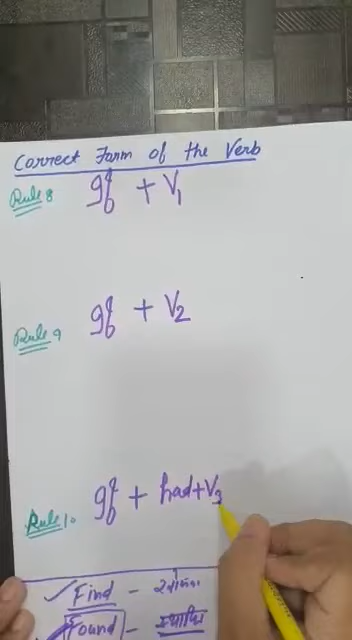 Correct Form of the Verb
Rule 8 If + V1
Rule 9 If + V2
Rule 10 If + had + V3
Find -
Found -